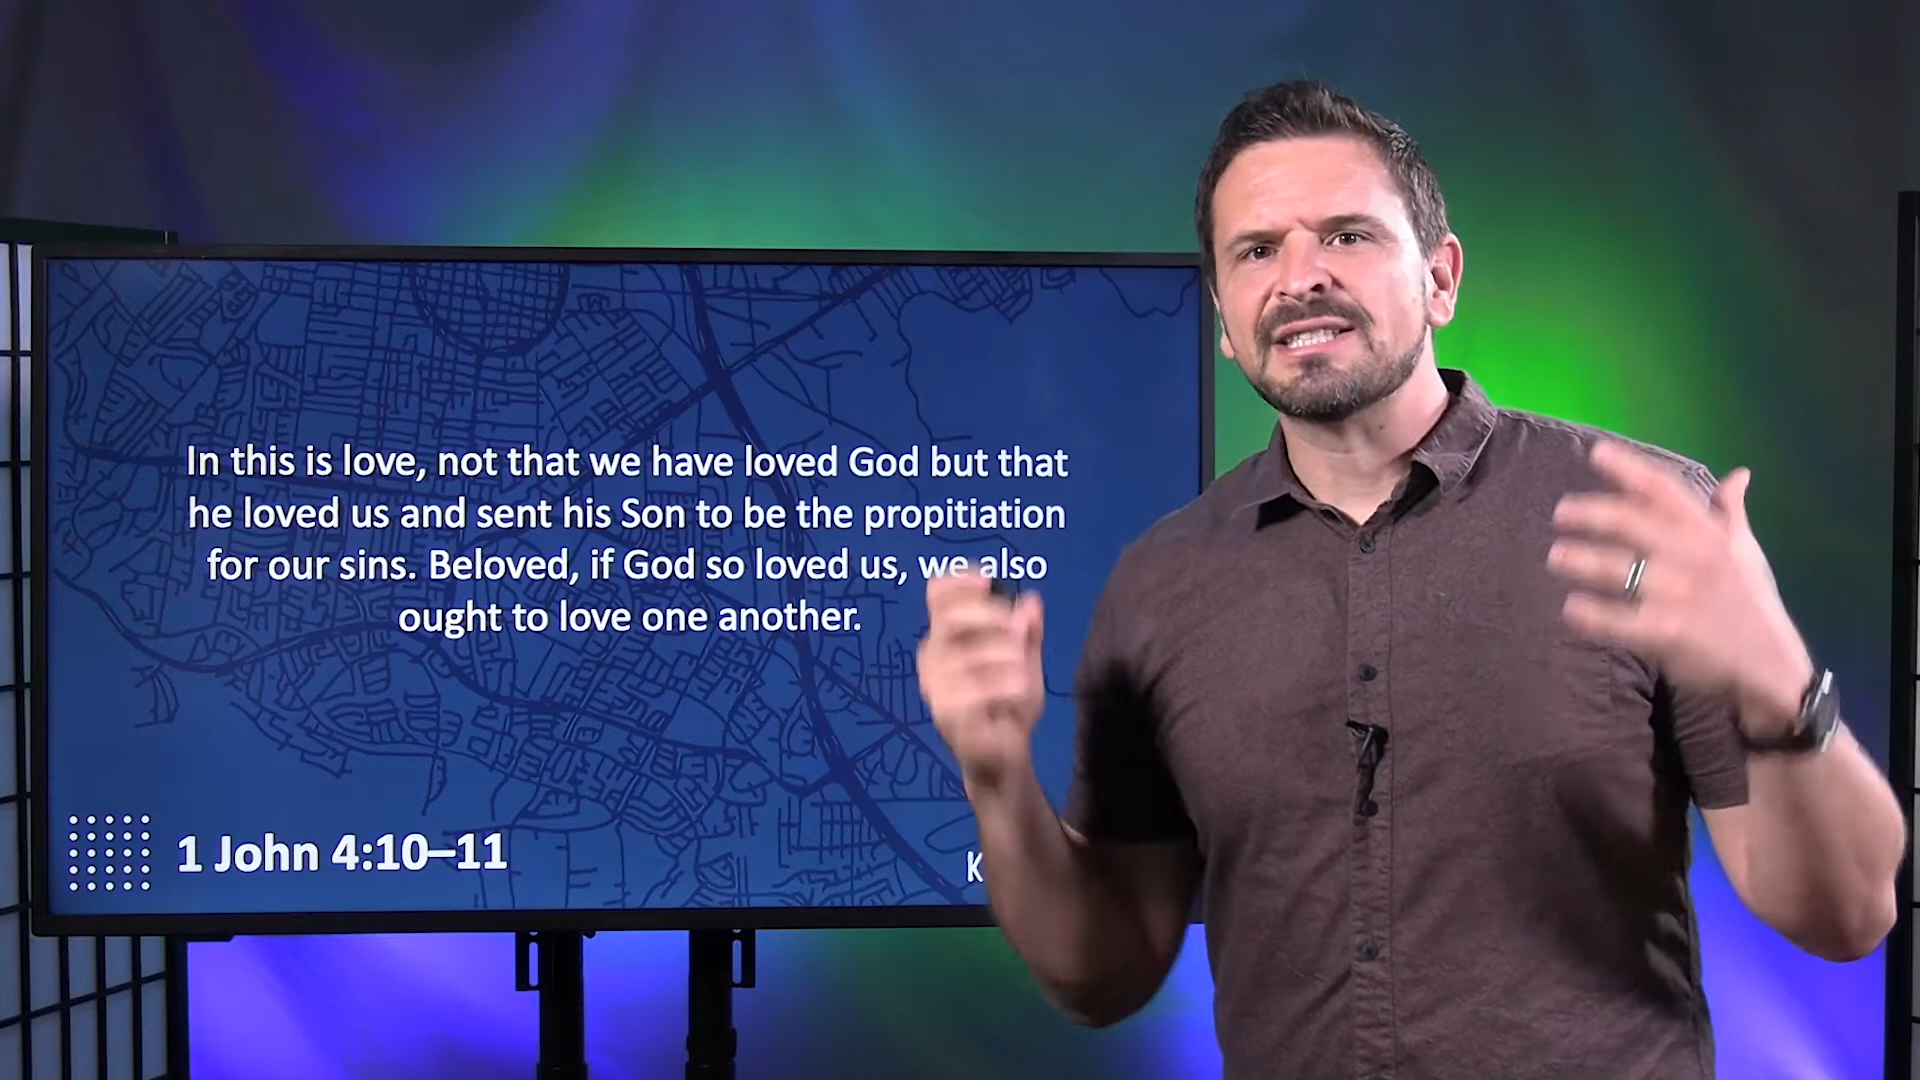 In this is love, not that we have loved God but that
he loved us and sent his Son to be the propitiation
for our sins. Beloved, if God so loved us, we also
ought to love one another.
1 John 4:10–11